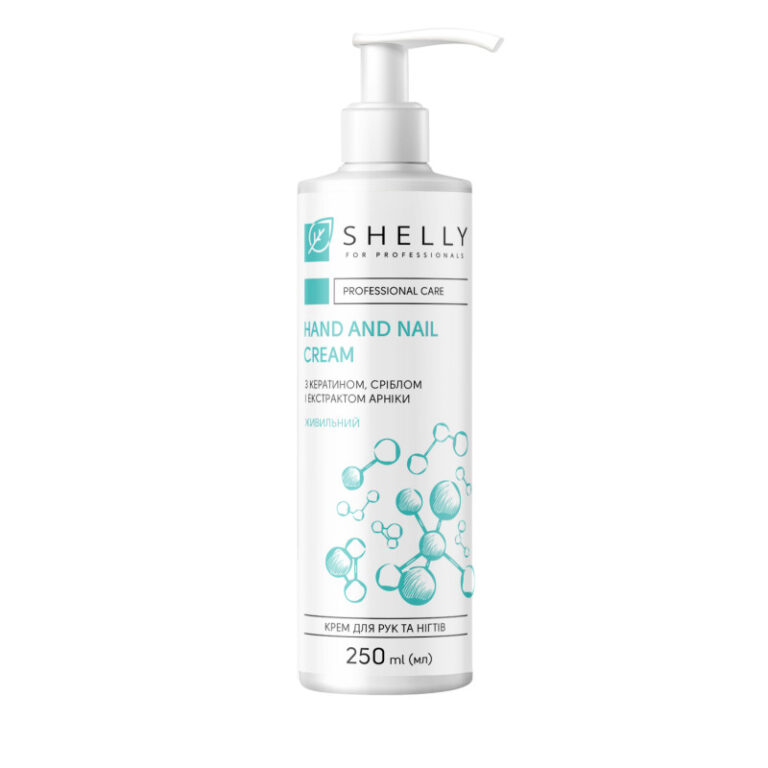 SHELLY
FOR PROFESSIONALS
PROFESSIONAL CARE
HAND AND NAIL
CREAM
З КЕРАТИНОМ, СРІБЛОМ
І ЕКСТРАКТОМ АРНІКИ
ЖИВИЛЬНИЙ
КРЕМ ДЛЯ РУК ТА НІГТІВ
250 ml (мл)